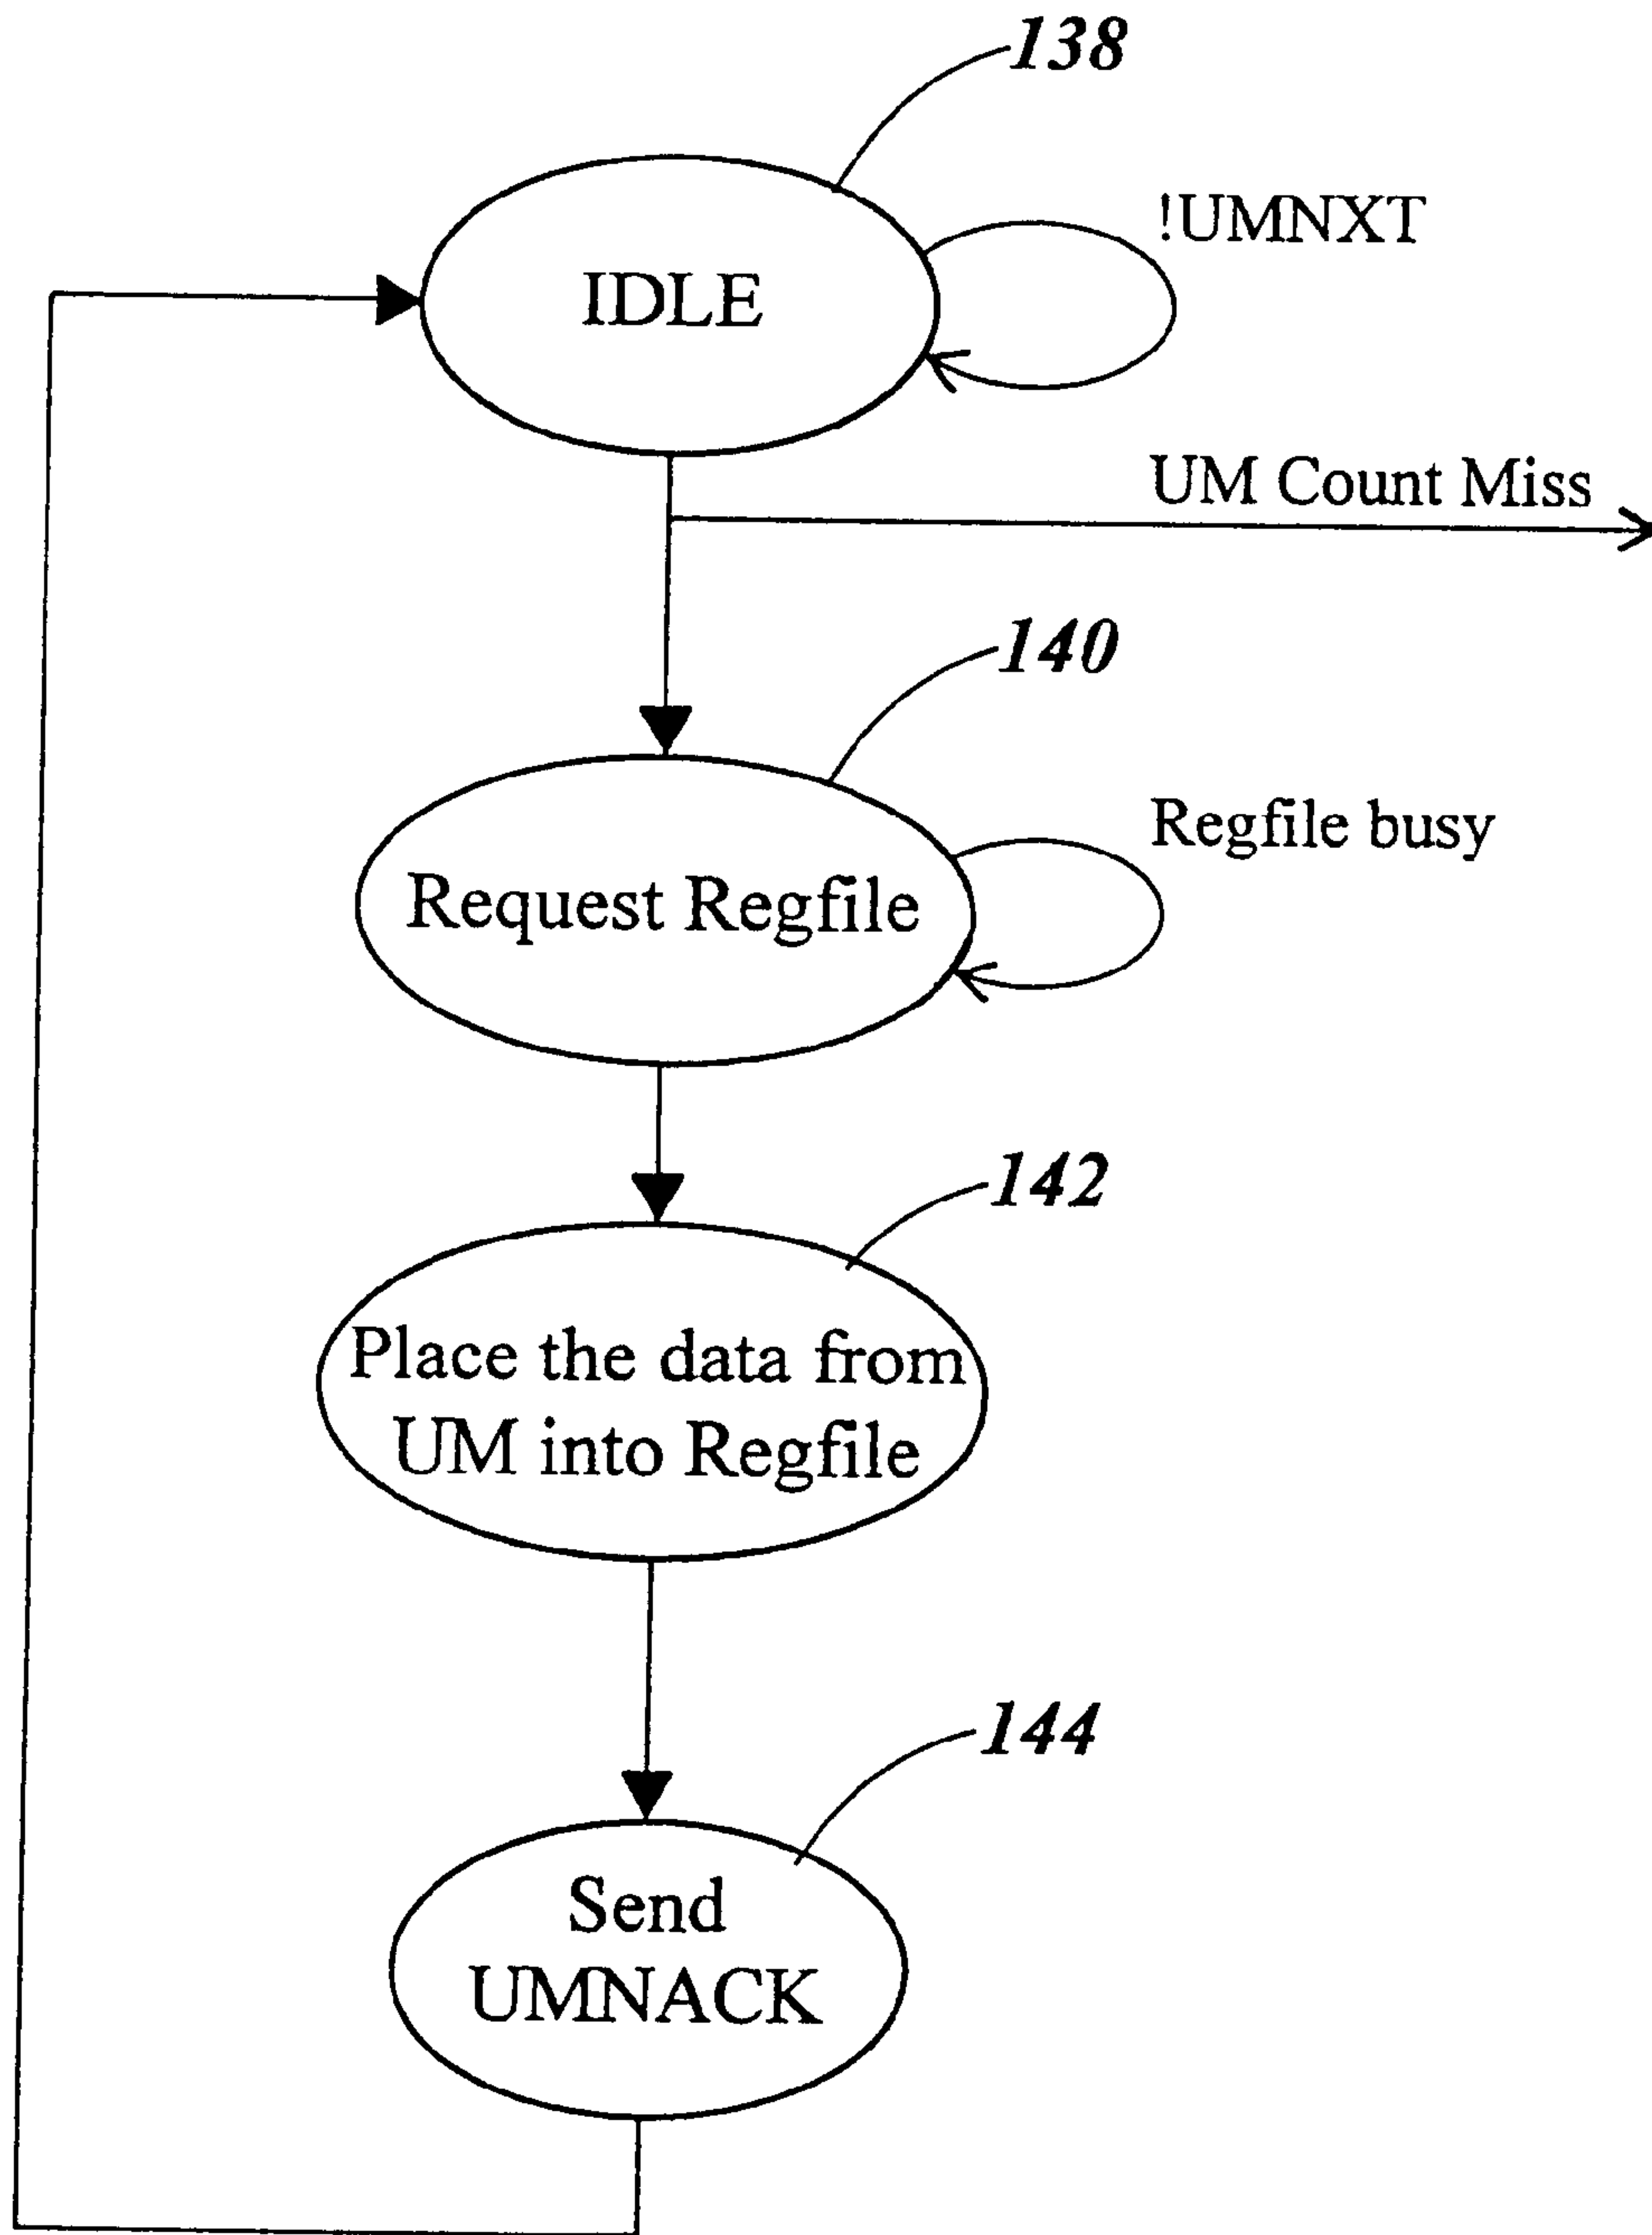 138
!UMNXT
IDLE
UM Count Miss
140
Regfile busy
Request Regfile
142
Place the data from
UM into Regfile
144
Send
UMNACK